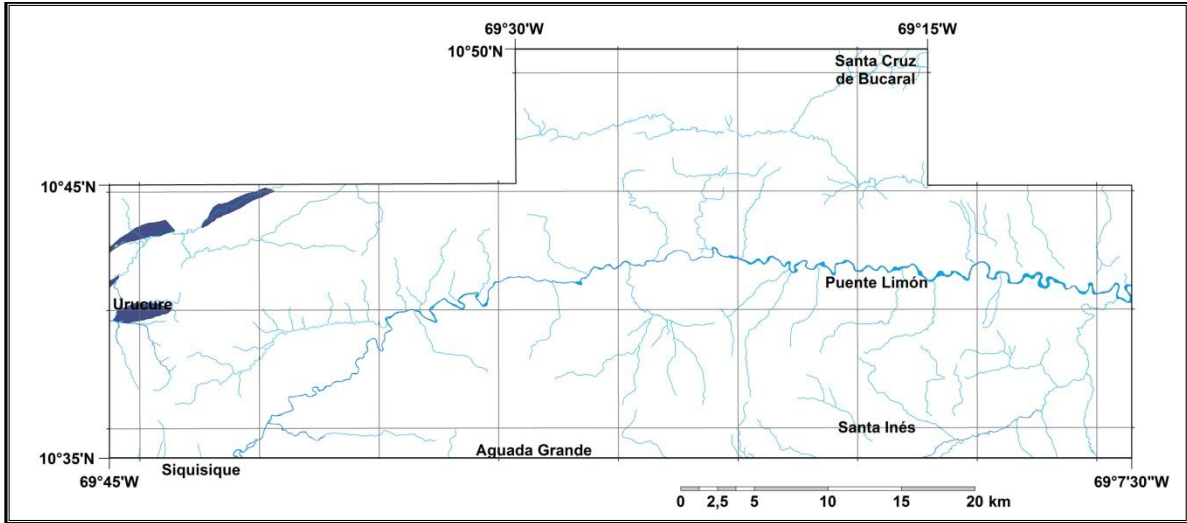 69°30'W
69°15'W
10°50'N
Santa Cruz
de Bucaral
10°45'N
Urucure
Puente Limón
Santa Inés
Aguada Grande
10°35'N
Siquisique
69°45'W
69°7'30"W
0 2,5 5 10 15 20 km